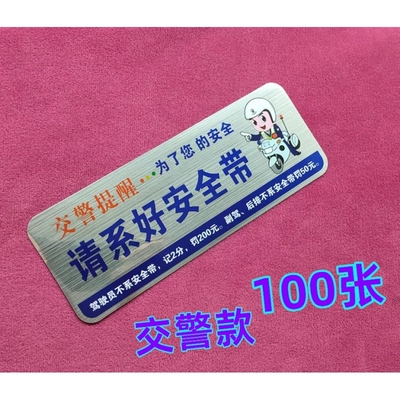 交警提醒●●●为了您的安全
请系好安全带
驾驶员不系安全带，记2分，罚200元。副驾、后排不系安全带罚50元。
100张
交警款